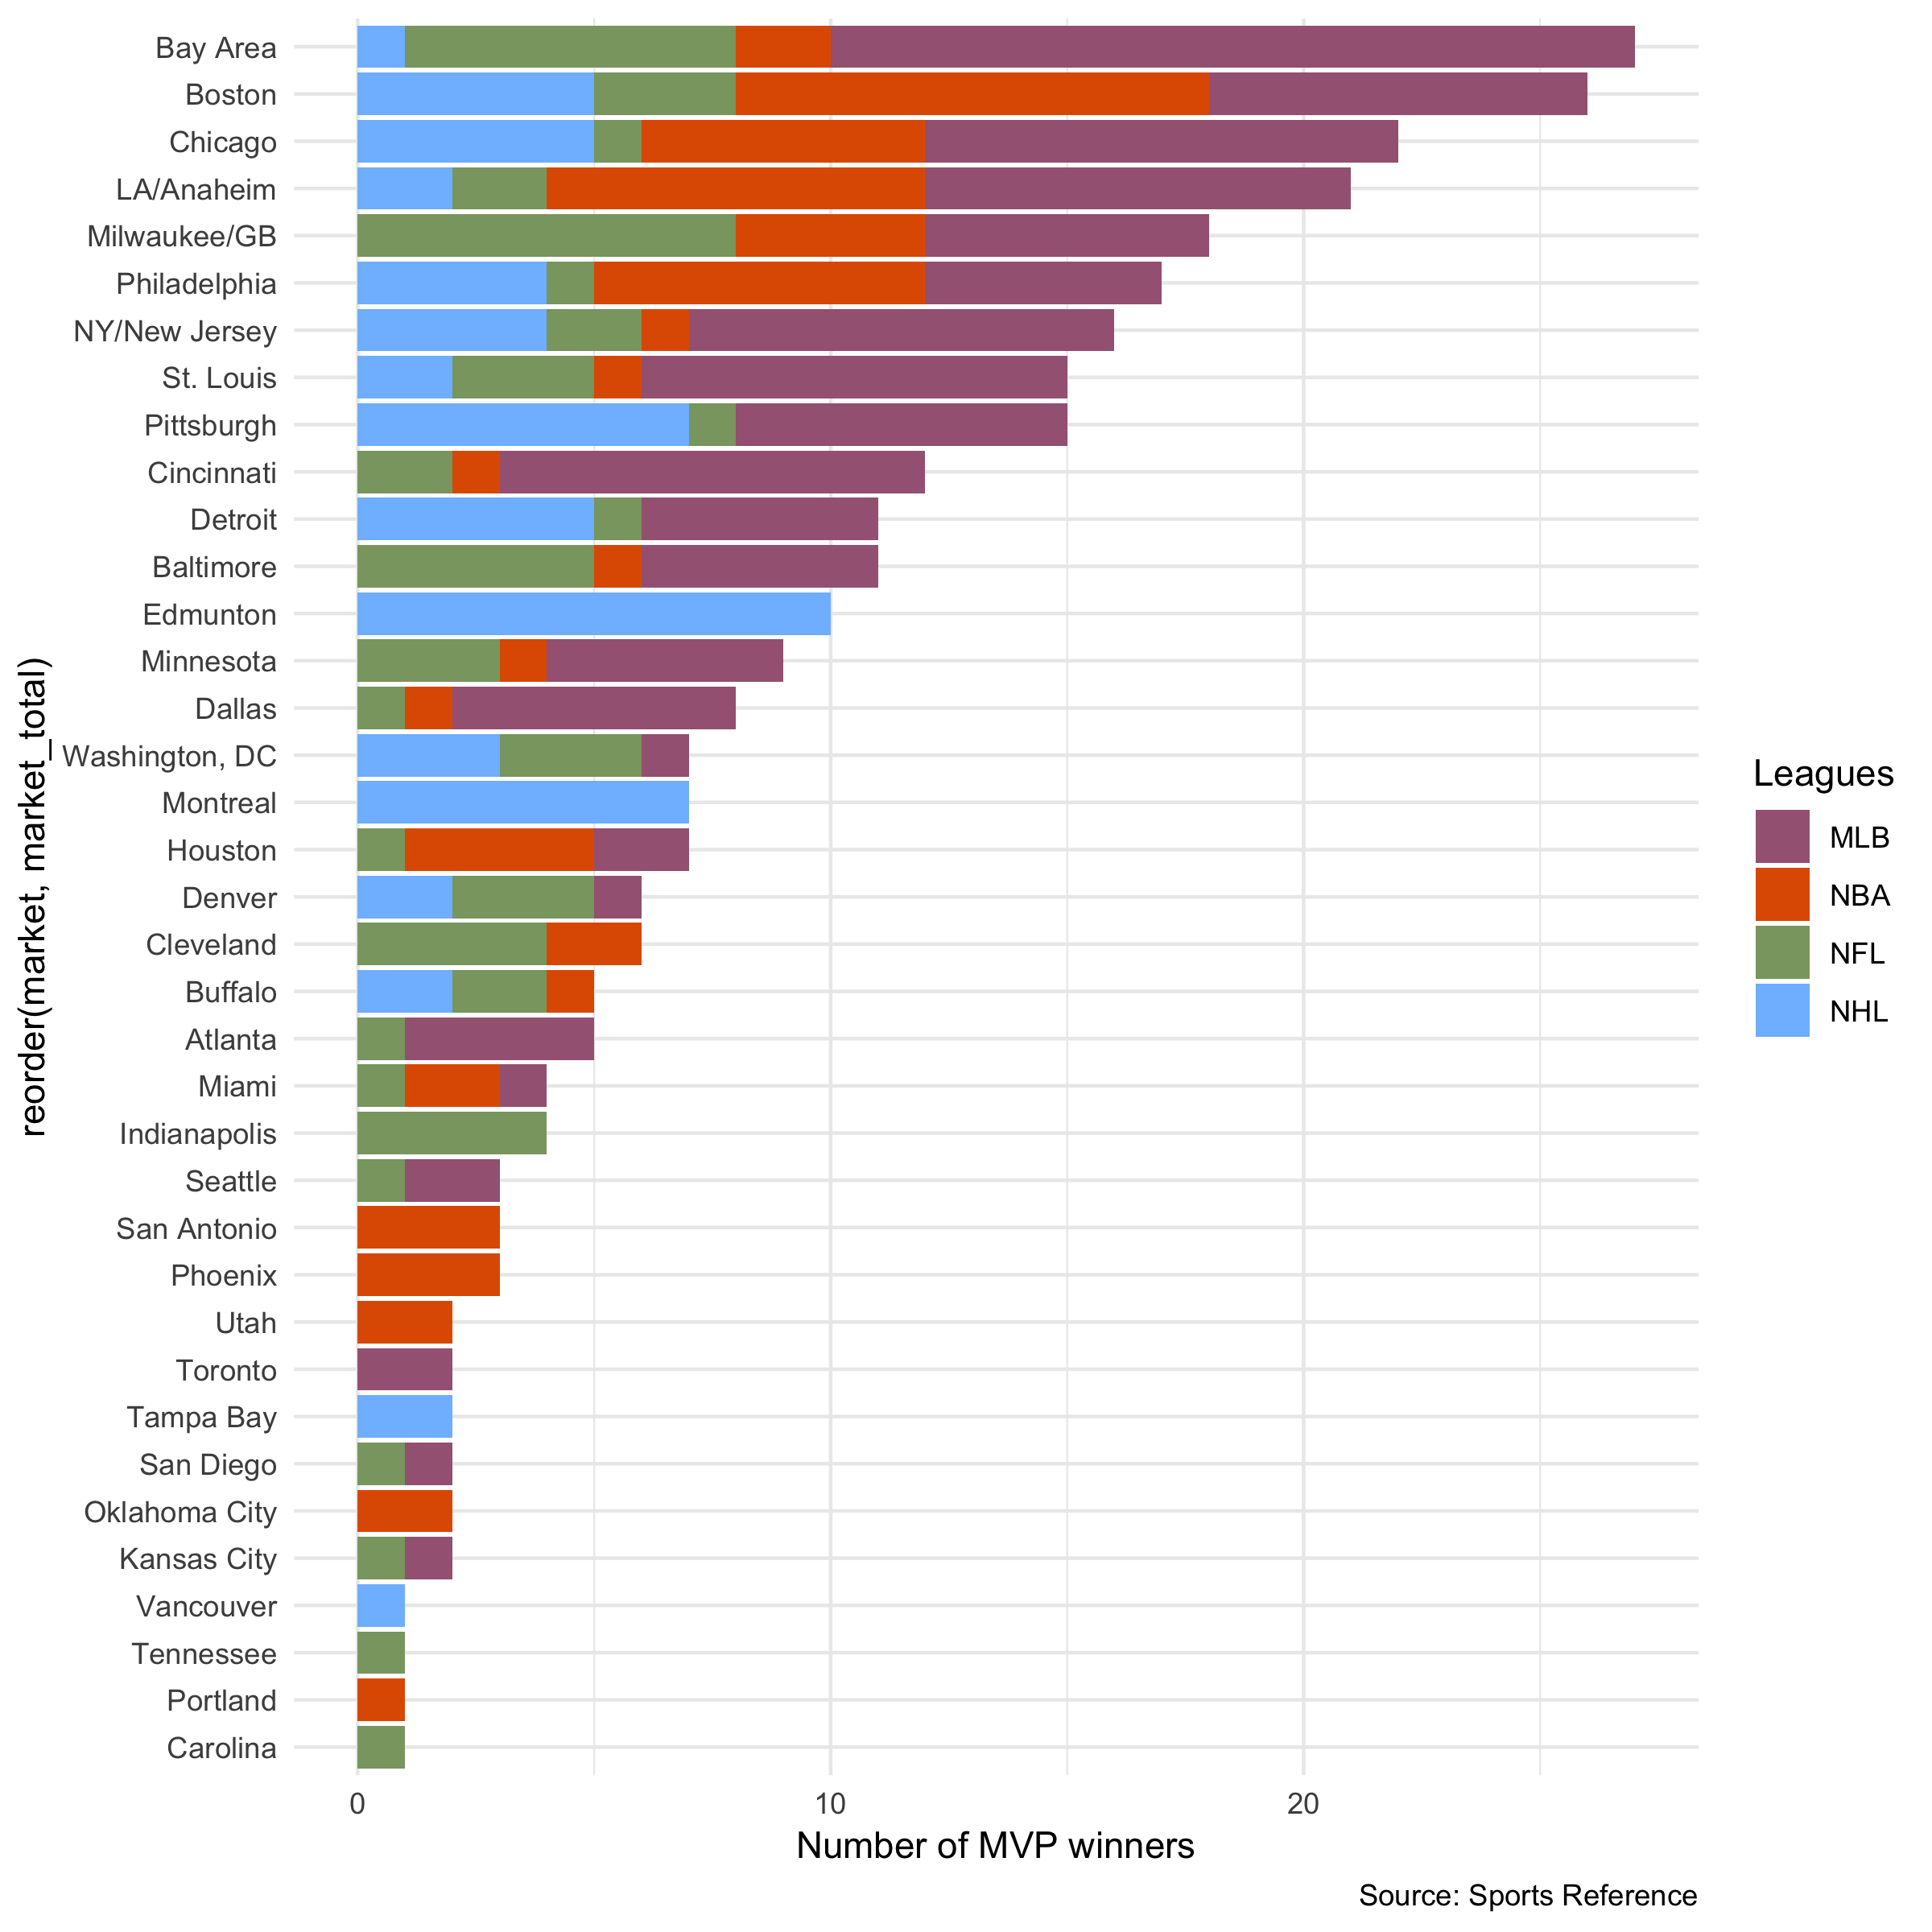 Bay Area
Boston
Chicago
LA/Anaheim
Milwaukee/GB
Philadelphia
NY/New Jersey
St. Louis
Pittsburgh
Cincinnati
Detroit
Baltimore
Edmunton
Minnesota
Dallas
Washington, DC
Montreal
Houston
Denver
Cleveland
Buffalo
Atlanta
Miami
Indianapolis
Seattle
San Antonio
Phoenix
Utah
Toronto
Tampa Bay
San Diego
Oklahoma City
Kansas City
Vancouver
Tennessee
Portland
Carolina
reorder(market, market_total)
0 10 20
Number of MVP winners
Leagues
MLB
NBA
NFL
NHL
Source: Sports Reference